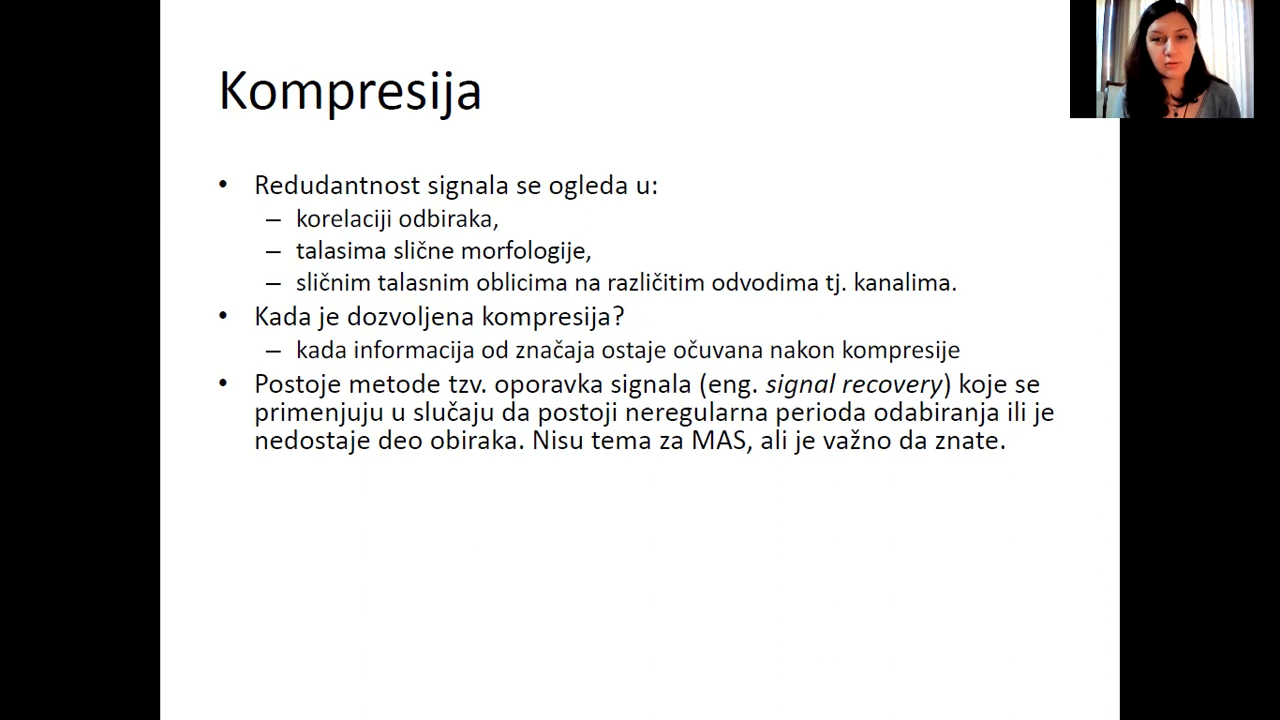 Kompresija
• Redudantnost signala se ogleda u:
– korelaciji odbiraka,
– talasima slične morfologije,
– sličnim talasnim oblicima na različitim odvodima tj. kanalima.
• Kada je dozvoljena kompresija?
– kada informacija od značaja ostaje očuvana nakon kompresije
• Postoje metode tzv. oporavka signala (eng. signal recovery) koje se
primenjuju u slučaju da postoji neregularna perioda odabiranja ili je
nedostaje deo obiraka. Nisu tema za MAS, ali je važno da znate.